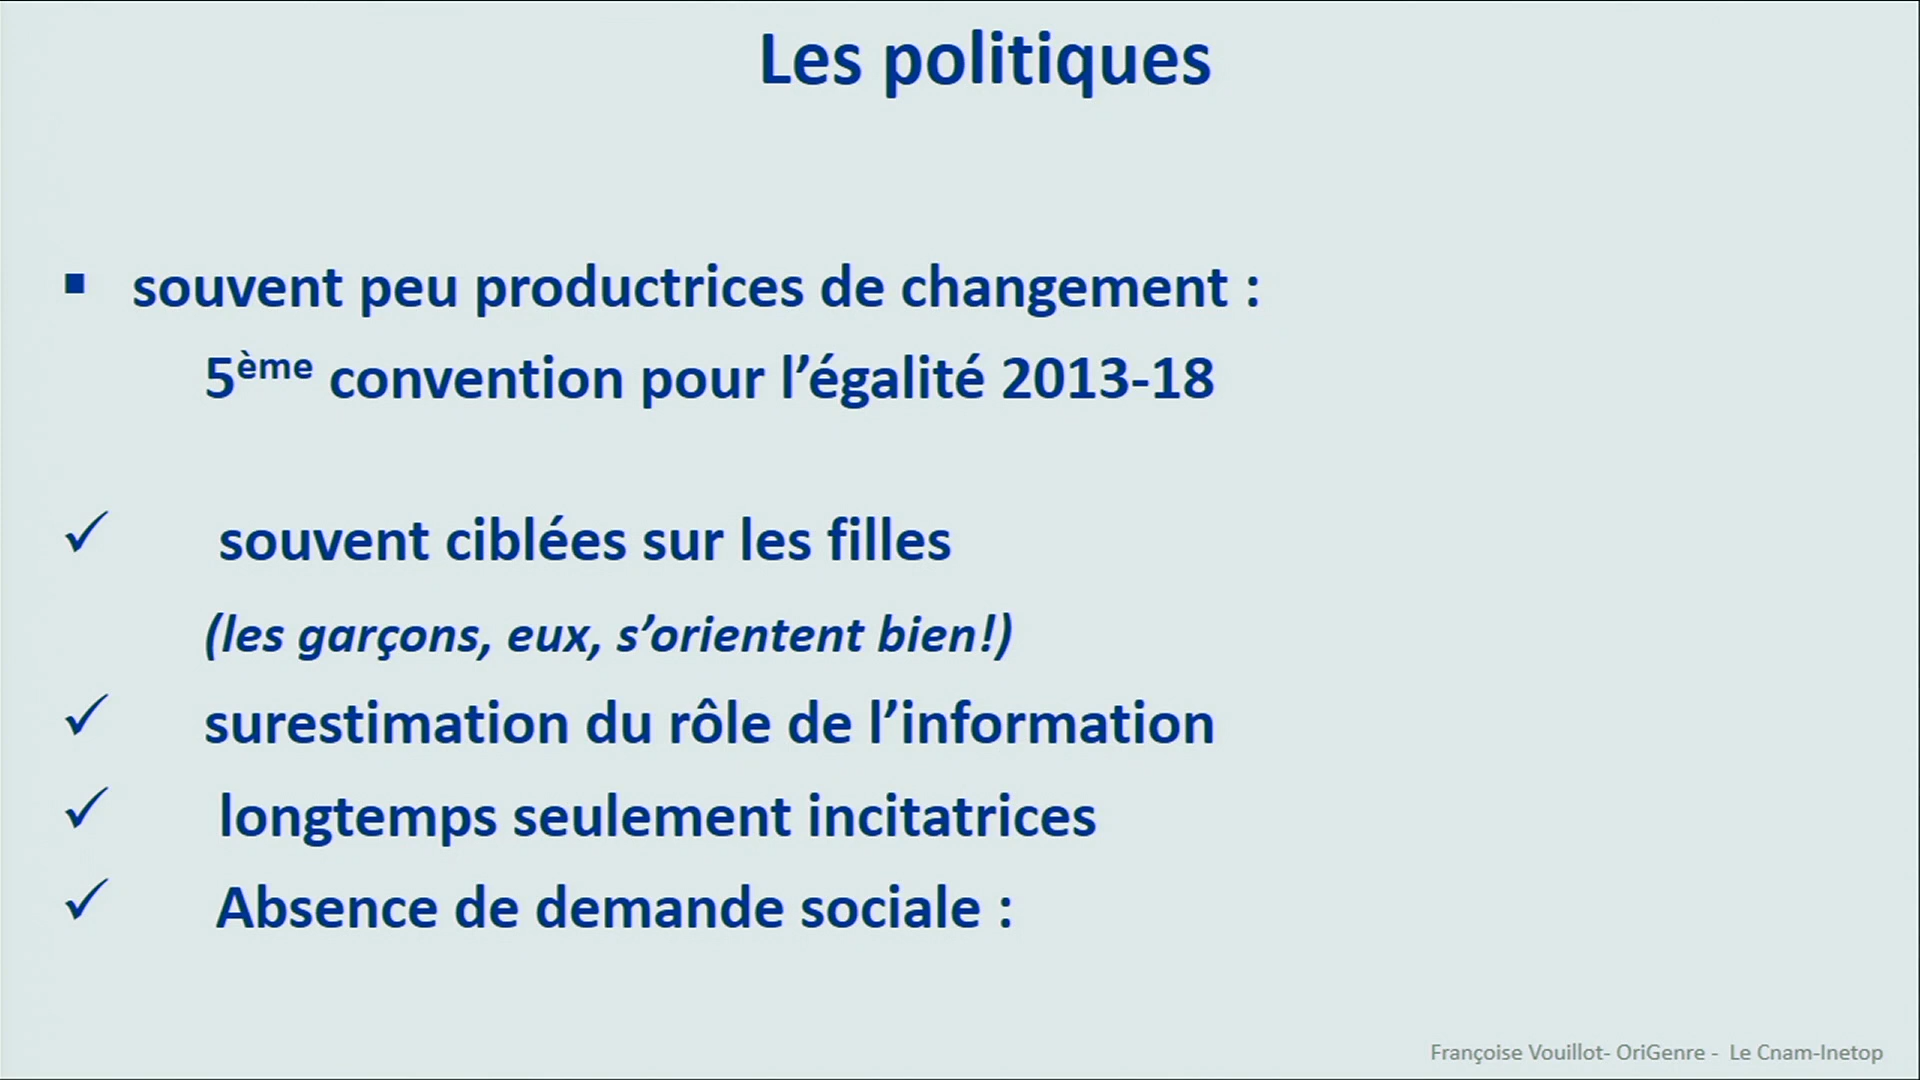 Les politiques
▪ souvent peu productrices de changement :
5ème convention pour l’égalité 2013-18
✓ souvent ciblées sur les filles
(les garçons, eux, s’orientent bien!)
✓ surestimation du rôle de l’information
✓ longtemps seulement incitatrices
✓ Absence de demande sociale :
Françoise Vouillot- OriGenre - Le Cnam-Inetop